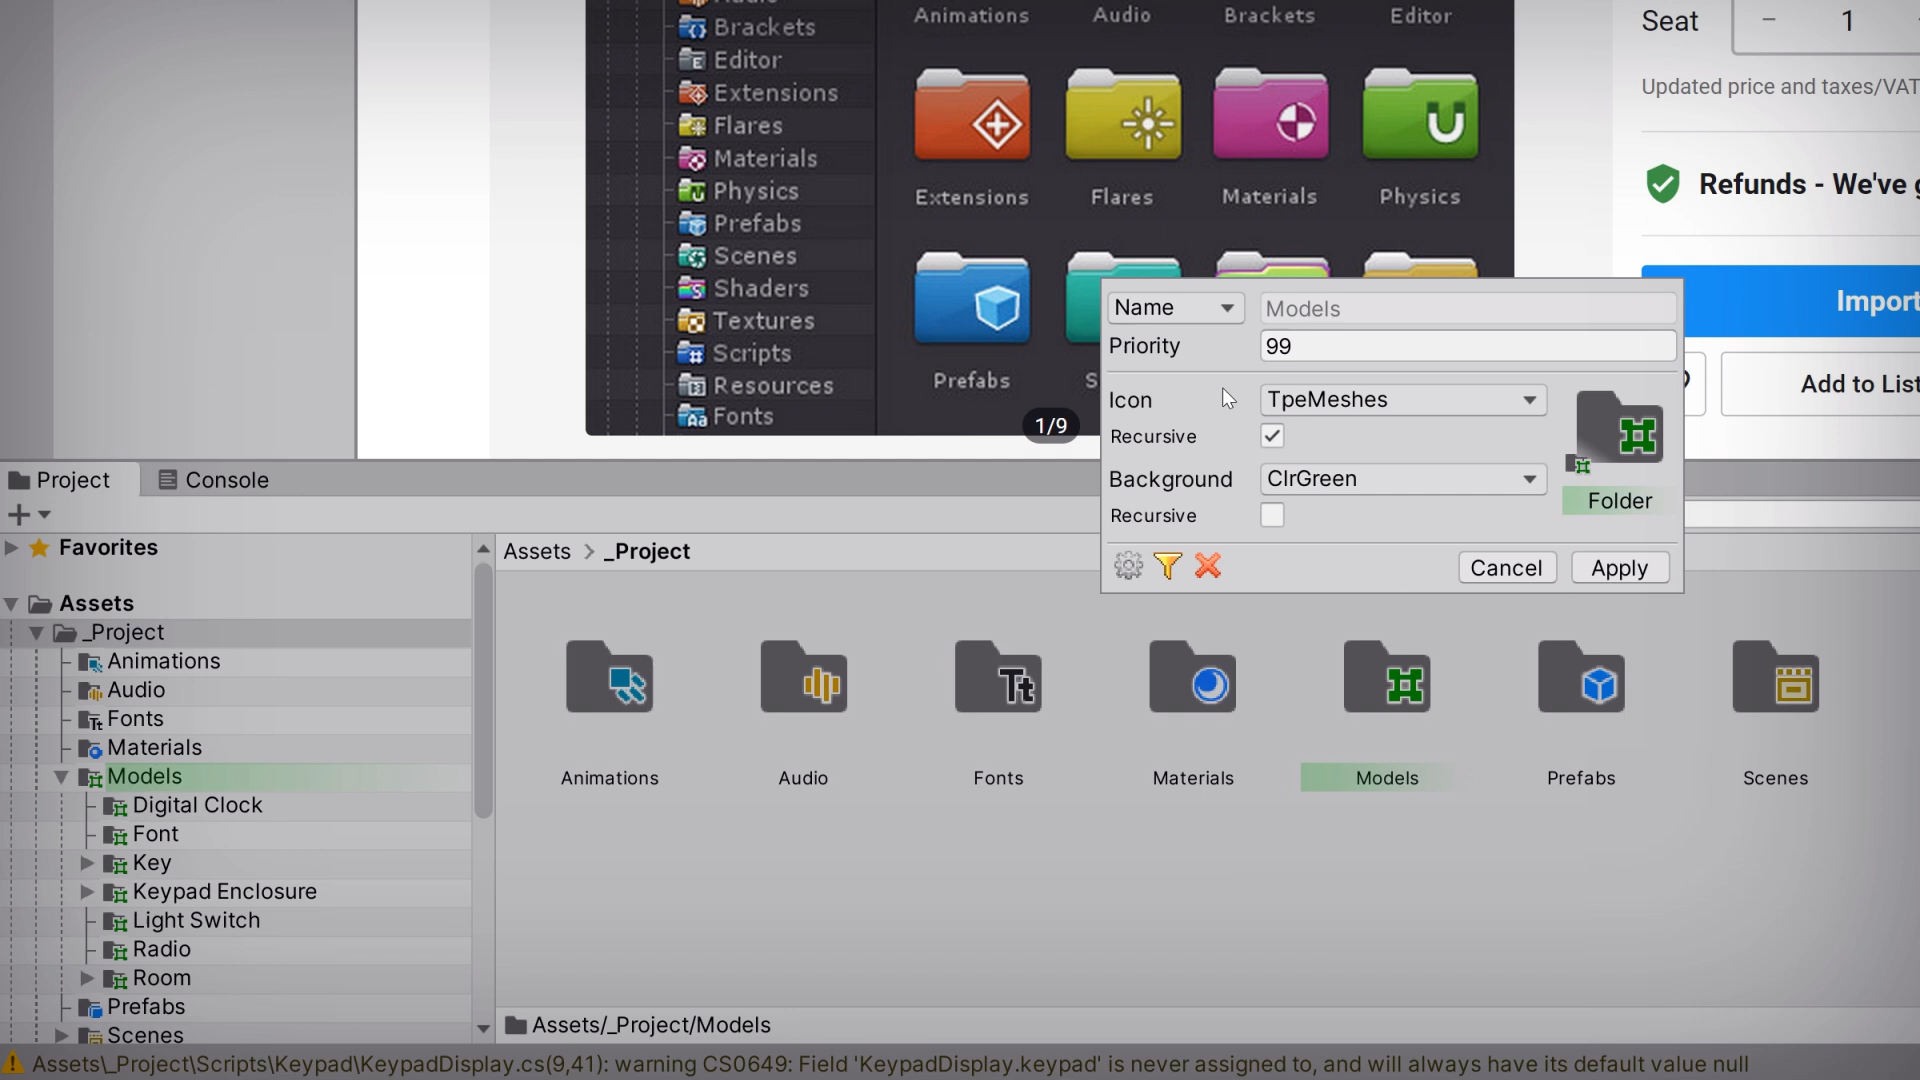 Brackets
Editor
Extensions
Flares
Materials
Physics
Prefabs
Scenes
Shaders
Textures
Scripts
Resources
Fonts
Animations
Audio
Brackets
Editor
Extensions
Flares
Materials
Physics
Prefabs
1/9
Seat
1
Updated price and taxes/VAT
Refunds - We've
Import
Add to List
Name
Models
Priority
99
Icon
TpeMeshes
Recursive
Background
ClrGreen
Recursive
Folder
Cancel
Apply
Project
Console
Favorites
Assets
_Project
Animations
Audio
Fonts
Materials
Models
Digital Clock
Font
Key
Keypad Enclosure
Light Switch
Radio
Room
Prefabs
Scenes
Assets > _Project
Animations
Audio
Tt
Fonts
Materials
Models
Prefabs
Scenes
Assets/_Project/Models
Assets\_Project\Scripts\Keypad\KeypadDisplay.cs(9,41): warning CS0649: Field 'KeypadDisplay.keypad' is never assigned to, and will always have its default value null